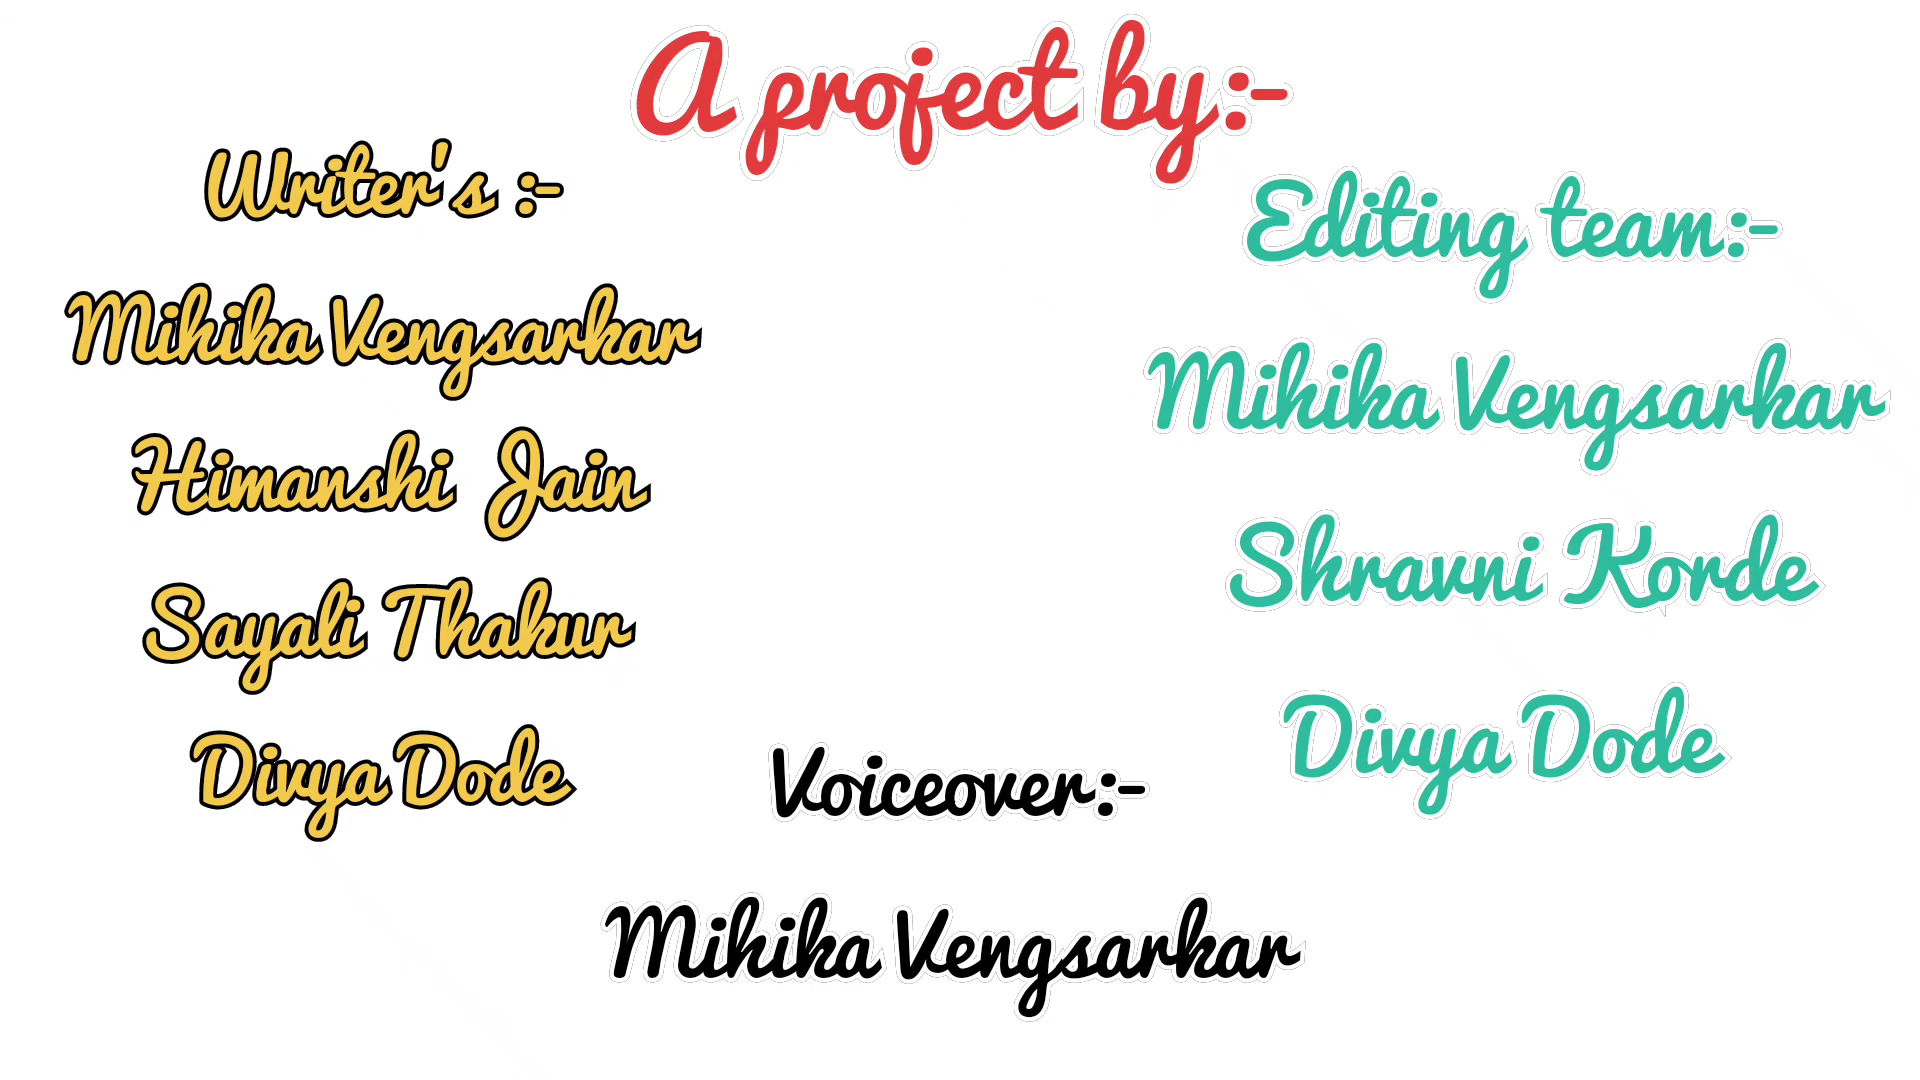 A project by:-
Writer's :-
Mihika Vengsarkar
Himanshi Jain
Sayali Thakur
Divya Dode
Editing team:-
Mihika Vengsarkar
Shravni Korde
Divya Dode
Voiceover:-
Mihika Vengsarkar